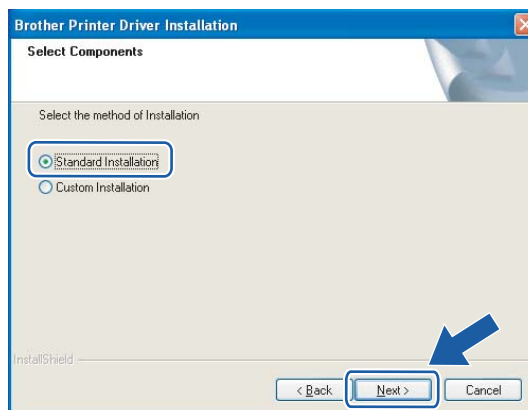 Brother Printer Driver Installation
Select Components
Select the method of Installation
Standard Installation
Custom Installation
InstallShield
< Back
Next >
Cancel